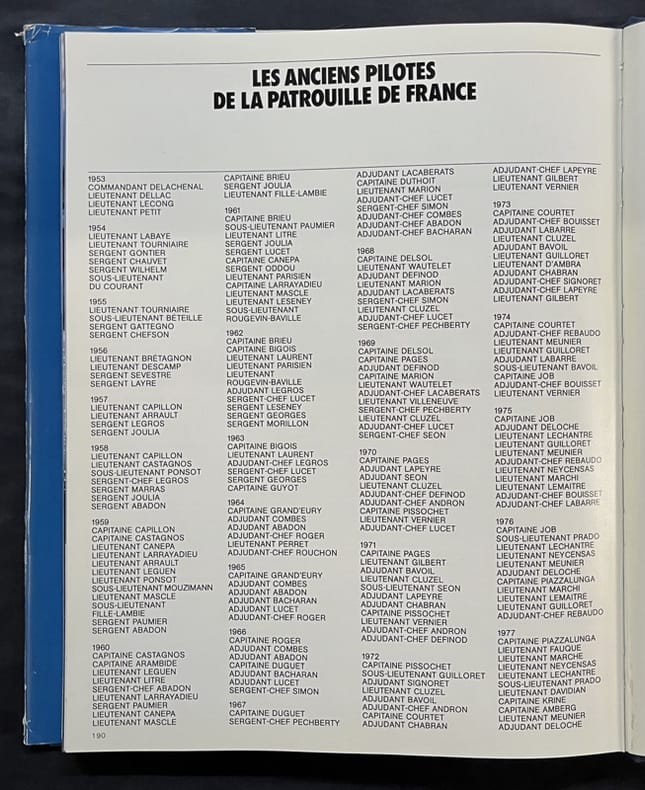 LES ANCIENS PILOTES
DE LA PATROUILLE DE FRANCE
1953
COMMANDANT DELACHENAL
LIEUTENANT DELLAC
LIEUTENANT LECONG
LIEUTENANT PETIT
1954
LIEUTENANT LABAYE
LIEUTENANT TOURNIAIRE
SERGENT GONTIER
SERGENT CHAUVET
SERGENT WILHELM
SOUS-LIEUTENANT
DU COURANT
1955
LIEUTENANT TOURNIAIRE
SOUS-LIEUTENANT BÉTEILLE
SERGENT GATTEGNO
SERGENT CHEFSON
1956
LIEUTENANT BRÉTAGNON
LIEUTENANT DESCAMP
SERGENT SEVESTRE
SERGENT LAYRE
1957
LIEUTENANT CAPILLON
LIEUTENANT ARRAULT
SERGENT LEGROS
SERGENT JOULIA
1958
LIEUTENANT CAPILLON
LIEUTENANT CASTAGNOS
SOUS-LIEUTENANT PONSOT
SERGENT-CHEF LEGROS
SERGENT MARRAS
SERGENT JOULIA
SERGENT ABADON
1959
CAPITAINE CAPILLON
CAPITAINE CASTAGNOS
LIEUTENANT CANEPA
LIEUTENANT LARRAYADIEU
LIEUTENANT ARRAULT
LIEUTENANT LEGUEN
LIEUTENANT PONSOT
SOUS-LIEUTENANT MOUZIMANN
LIEUTENANT MASCLE
SOUS-LIEUTENANT
FILLE-LAMBIE
SERGENT PAUMIER
SERGENT ABADON
1960
CAPITAINE CASTAGNOS
CAPITAINE ARAMBIDE
LIEUTENANT LEGUEN
LIEUTENANT LITRE
SERGENT-CHEF ABADON
LIEUTENANT LARRAYADIEU
SERGENT PAUMIER
LIEUTENANT CANEPA
LIEUTENANT MASCLE
CAPITAINE BRIEU
SERGENT JOULIA
LIEUTENANT FILLE-LAMBIE
1961
CAPITAINE BRIEU
SOUS-LIEUTENANT PAUMIER
LIEUTENANT LITRE
SERGENT JOULIA
SERGENT LUCET
CAPITAINE CANEPA
SERGENT ODDOU
LIEUTENANT PARISIEN
CAPITAINE LARRAYADIEU
LIEUTENANT MASCLE
LIEUTENANT LESENEY
SOUS-LIEUTENANT
ROUGEVIN-BAVILLE
1962
CAPITAINE BRIEU
CAPITAINE BIGOIS
LIEUTENANT LAURENT
LIEUTENANT PARISIEN
LIEUTENANT
ROUGEVIN-BAVILLE
ADJUDANT LEGROS
SERGENT-CHEF LUCET
SERGENT LESENEY
SERGENT GEORGES
SERGENT MORILLON
1963
CAPITAINE BIGOIS
LIEUTENANT LAURENT
ADJUDANT-CHEF LEGROS
SERGENT-CHEF LUCET
SERGENT GEORGES
CAPITAINE GUYOT
1964
CAPITAINE GRAND'EURY
ADJUDANT COMBES
ADJUDANT ABADON
ADJUDANT-CHEF ROGER
LIEUTENANT PERRET
ADJUDANT-CHEF ROUCHON
1965
CAPITAINE GRAND'EURY
ADJUDANT COMBES
ADJUDANT ABADON
ADJUDANT BACHARAN
ADJUDANT LUCET
ADJUDANT-CHEF ROGER
1966
CAPITAINE ROGER
ADJUDANT COMBES
ADJUDANT ABADON
CAPITAINE DUGUET
ADJUDANT BACHARAN
ADJUDANT LUCET
SERGENT-CHEF SIMON
1967
CAPITAINE DUGUET
SERGENT-CHEF PECHBERTY
ADJUDANT LACABERATS
CAPITAINE DUTHOIT
LIEUTENANT MARION
ADJUDANT-CHEF LUCET
SERGENT-CHEF SIMON
ADJUDANT-CHEF COMBES
ADJUDANT-CHEF ABADON
ADJUDANT-CHEF BACHARAN
1968
CAPITAINE DELSOL
LIEUTENANT WAUTELET
ADJUDANT DEFINOD
LIEUTENANT MARION
ADJUDANT LACABERATS
SERGENT-CHEF SIMON
LIEUTENANT CLUZEL
ADJUDANT-CHEF LUCET
SERGENT-CHEF PECHBERTY
1969
CAPITAINE DELSOL
CAPITAINE PAGES
ADJUDANT DEFINOD
CAPITAINE MARION
LIEUTENANT WAUTELET
ADJUDANT-CHEF LACABERATS
LIEUTENANT VILLENEUVE
SERGENT-CHEF PECHBERTY
LIEUTENANT CLUZEL
ADJUDANT-CHEF LUCET
SERGENT-CHEF SEON
1970
CAPITAINE PAGES
ADJUDANT LAPEYRE
ADJUDANT SEON
LIEUTENANT CLUZEL
ADJUDANT-CHEF DEFINOD
ADJUDANT-CHEF ANDRON
CAPITAINE PISSOCHET
LIEUTENANT VERNIER
ADJUDANT-CHEF LUCET
1971
CAPITAINE PAGES
LIEUTENANT GILBERT
ADJUDANT BAVOIL
LIEUTENANT CLUZEL
SOUS-LIEUTENANT SEON
ADJUDANT LAPEYRE
ADJUDANT CHABRAN
CAPITAINE PISSOCHET
LIEUTENANT VERNIER
ADJUDANT-CHEF ANDRON
ADJUDANT-CHEF DEFINOD
1972
CAPITAINE PISSOCHET
SOUS-LIEUTENANT GUILLORET
ADJUDANT SIGNORET
LIEUTENANT CLUZEL
ADJUDANT BAVOIL
ADJUDANT-CHEF ANDRON
CAPITAINE COURTET
ADJUDANT CHABRAN
ADJUDANT-CHEF LAPEYRE
LIEUTENANT GILBERT
LIEUTENANT VERNIER
1973
CAPITAINE COURTET
ADJUDANT-CHEF BOUISSET
ADJUDANT LABARRE
LIEUTENANT CLUZEL
ADJUDANT BAVOIL
LIEUTENANT GUILLORET
LIEUTENANT D'AMBRA
ADJUDANT CHABRAN
ADJUDANT-CHEF SIGNORET
ADJUDANT-CHEF LAPEYRE
LIEUTENANT GILBERT
1974
CAPITAINE COURTET
ADJUDANT-CHEF REBAUDO
LIEUTENANT MEUNIER
LIEUTENANT GUILLORET
ADJUDANT LABARRE
SOUS-LIEUTENANT BAVOIL
CAPITAINE JOB
ADJUDANT-CHEF BOUISSET
LIEUTENANT VERNIER
1975
CAPITAINE JOB
ADJUDANT DELOCHE
LIEUTENANT LECHANTRE
LIEUTENANT GUILLORET
LIEUTENANT MEUNIER
ADJUDANT-CHEF REBAUDO
LIEUTENANT NEYCENSAS
LIEUTENANT MARCHI
LIEUTENANT LEMAITRE
ADJUDANT-CHEF BOUISSET
ADJUDANT-CHEF LABARRE
1976
CAPITAINE JOB
SOUS-LIEUTENANT PRADO
LIEUTENANT LECHANTRE
LIEUTENANT NEYCENSAS
LIEUTENANT MEUNIER
ADJUDANT DELOCHE
CAPITAINE PIAZZALUNGA
LIEUTENANT MARCHI
LIEUTENANT LEMAITRE
LIEUTENANT GUILLORET
ADJUDANT-CHEF REBAUDO
1977
CAPITAINE PIAZZALUNGA
LIEUTENANT FAUQUE
LIEUTENANT MARCHE
LIEUTENANT NEYCENSAS
LIEUTENANT LECHANTRE
SOUS-LIEUTENANT PRADO
LIEUTENANT DAVIDIAN
CAPITAINE KRINE
CAPITAINE AMBERG
LIEUTENANT MEUNIER
ADJUDANT DELOCHE
190